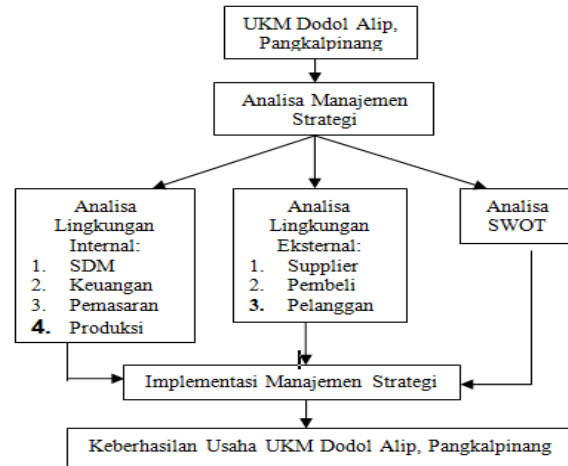 UKM Dodol Alip,
Pangkalpinang
Analisa Manajemen
Strategi
Analisa
Lingkungan
Internal:
1. SDM
2. Keuangan
3. Pemasaran
4. Produksi
Analisa
Lingkungan
Eksternal:
1. Supplier
2. Pembeli
3. Pelanggan
Analisa
SWOT
Implementasi Manajemen Strategi
Keberhasilan Usaha UKM Dodol Alip, Pangkalpinang